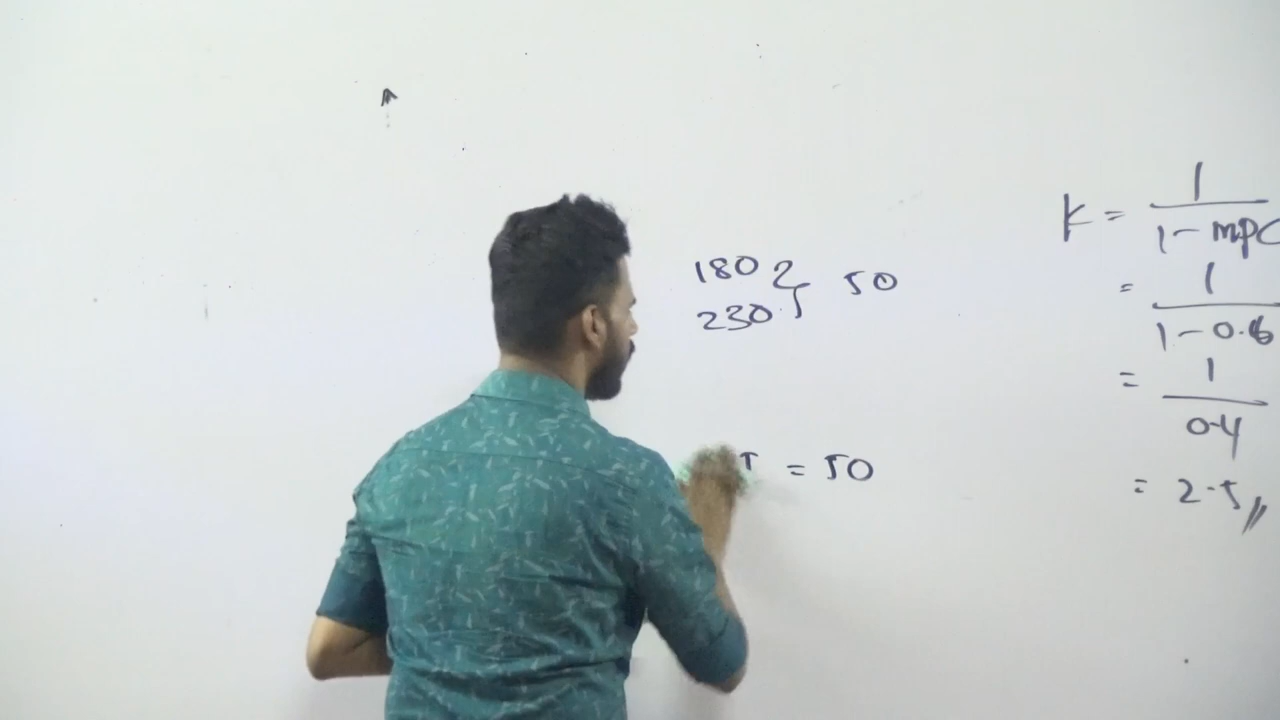 180 } 50
230
= 50
K = 1 / 1 - mpc
= 1 / 1 - 0.6
= 1 / 0.4
= 2.5 //